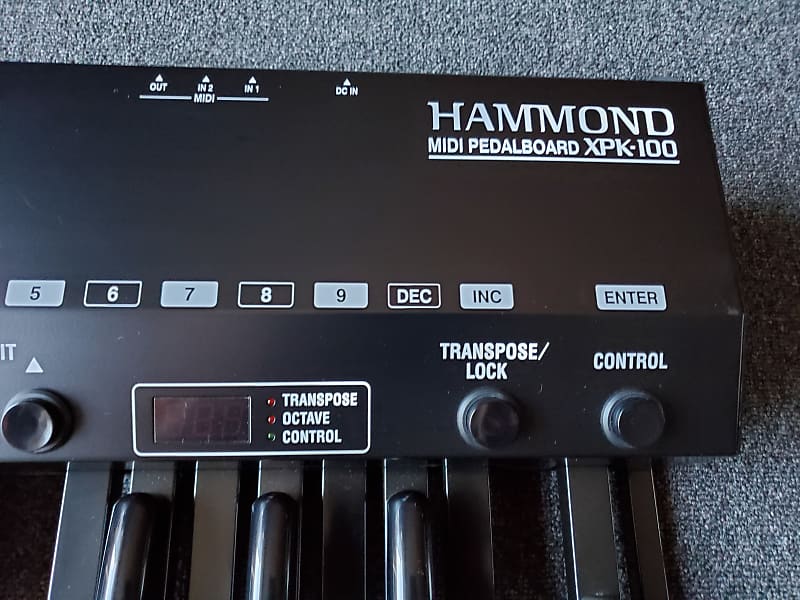 OUT IN 2 IN 1 DC IN
MIDI
HAMMOND
MIDI PEDALBOARD XPK-100
5 6 7 8 9 DEC INC ENTER
IT
TRANSPOSE/
LOCK
CONTROL
TRANSPOSE
OCTAVE
CONTROL